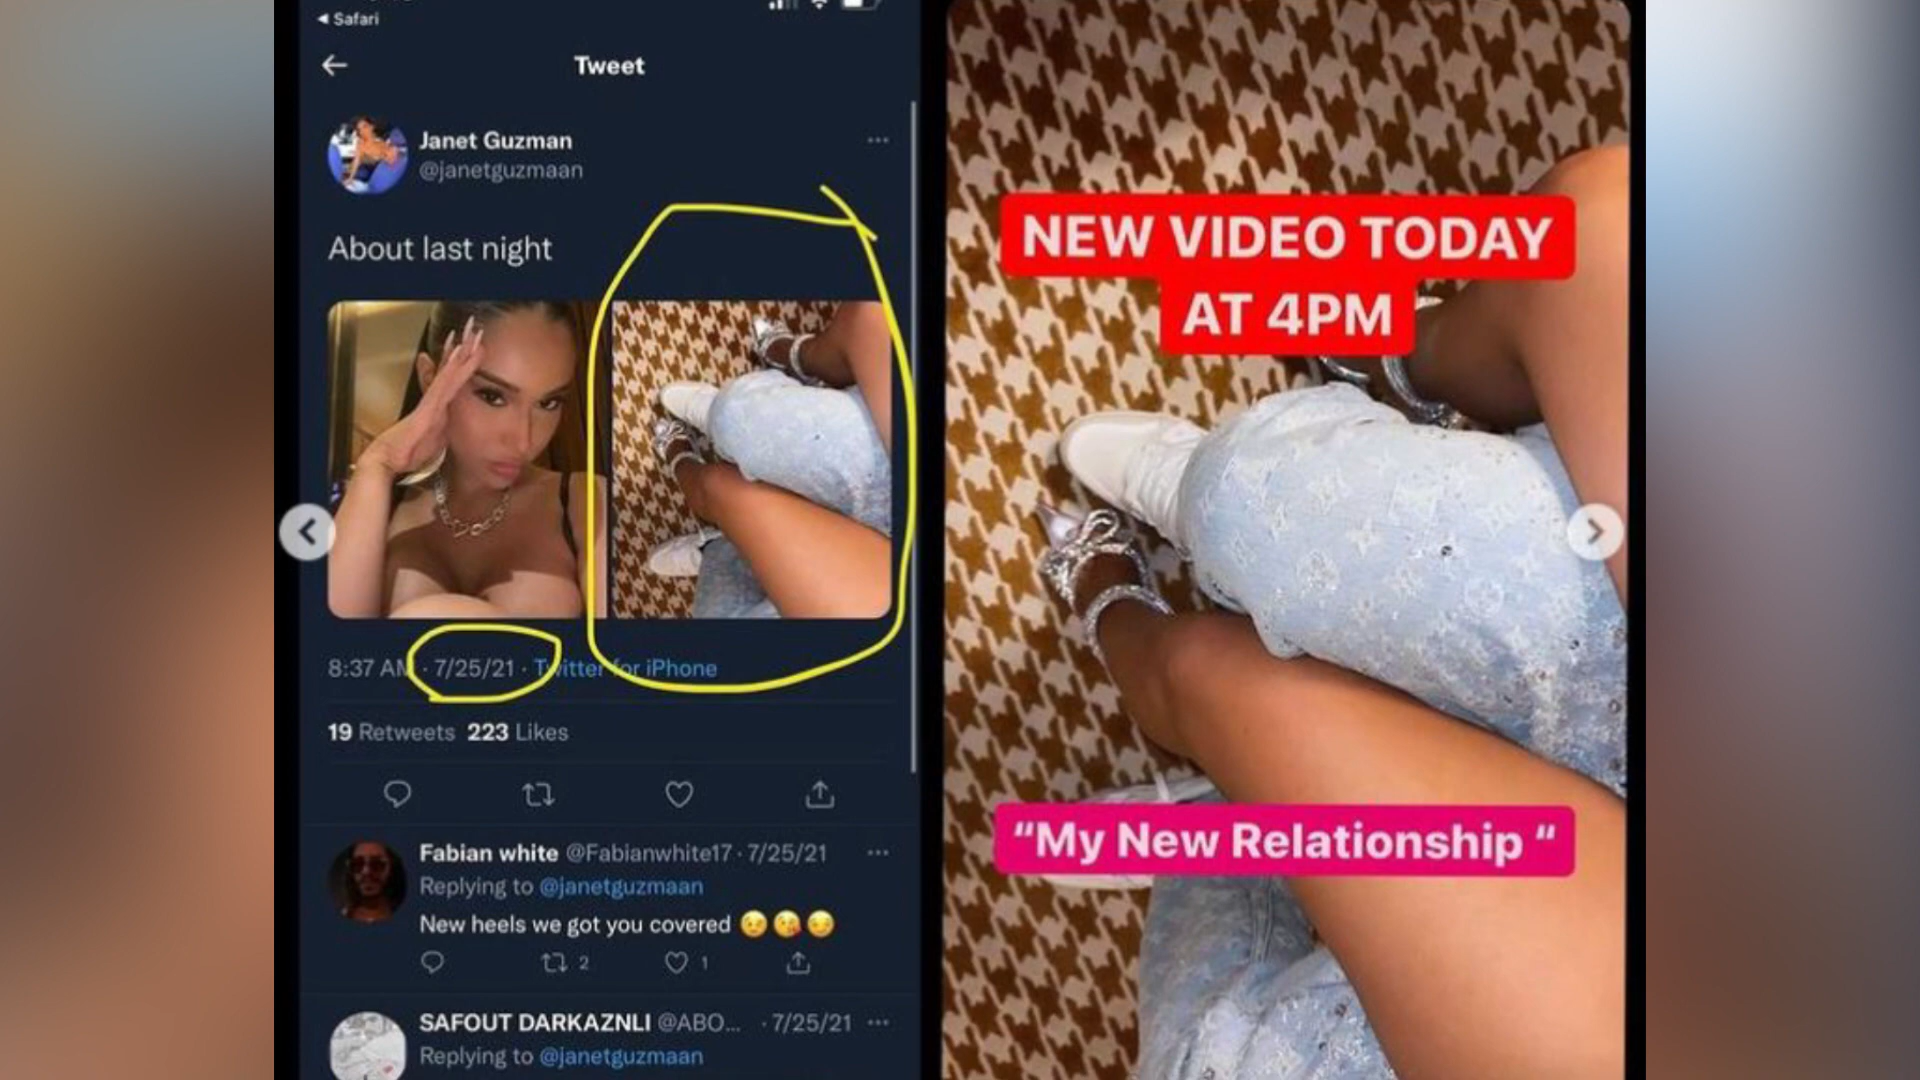 Safari
Tweet
Janet Guzman
@janetguzmaan
About last night
8:37 AM · 7/25/21 · Twitter for iPhone
19 Retweets 223 Likes
Fabian white @Fabianwhite17 · 7/25/21
Replying to @janetguzmaan
New heels we got you covered 😉😘😏
2 1
SAFOUT DARKAZNLI @ABO... · 7/25/21
Replying to @janetguzmaan
NEW VIDEO TODAY
AT 4PM
“My New Relationship “